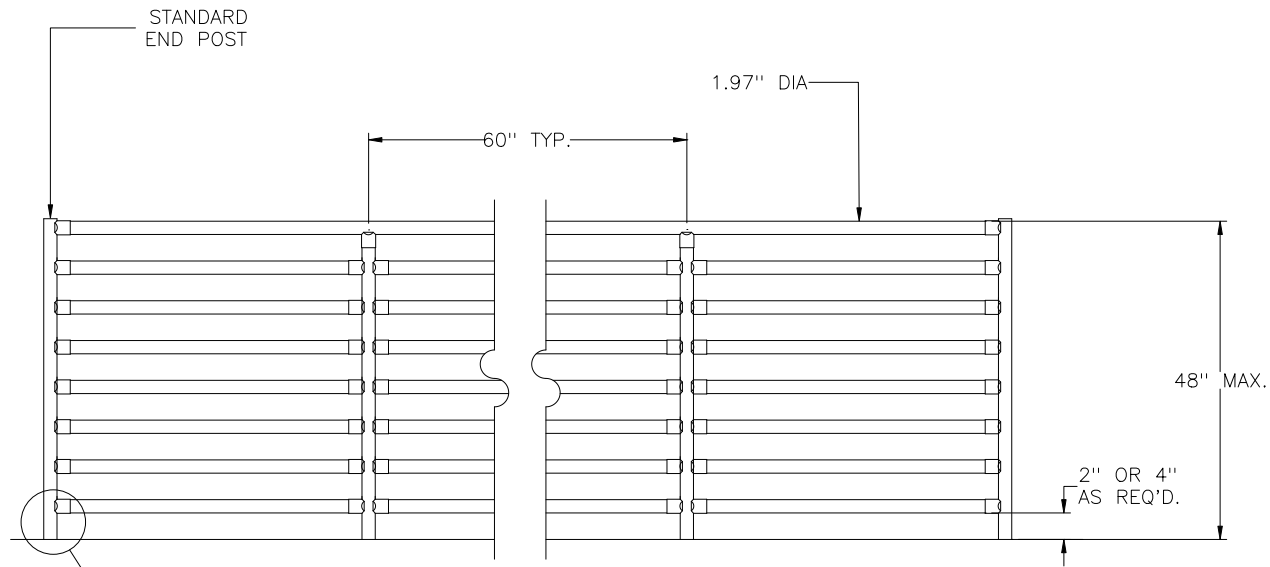 STANDARD
END POST
1.97" DIA
60" TYP.
48" MAX.
2" OR 4"
AS REQ'D.